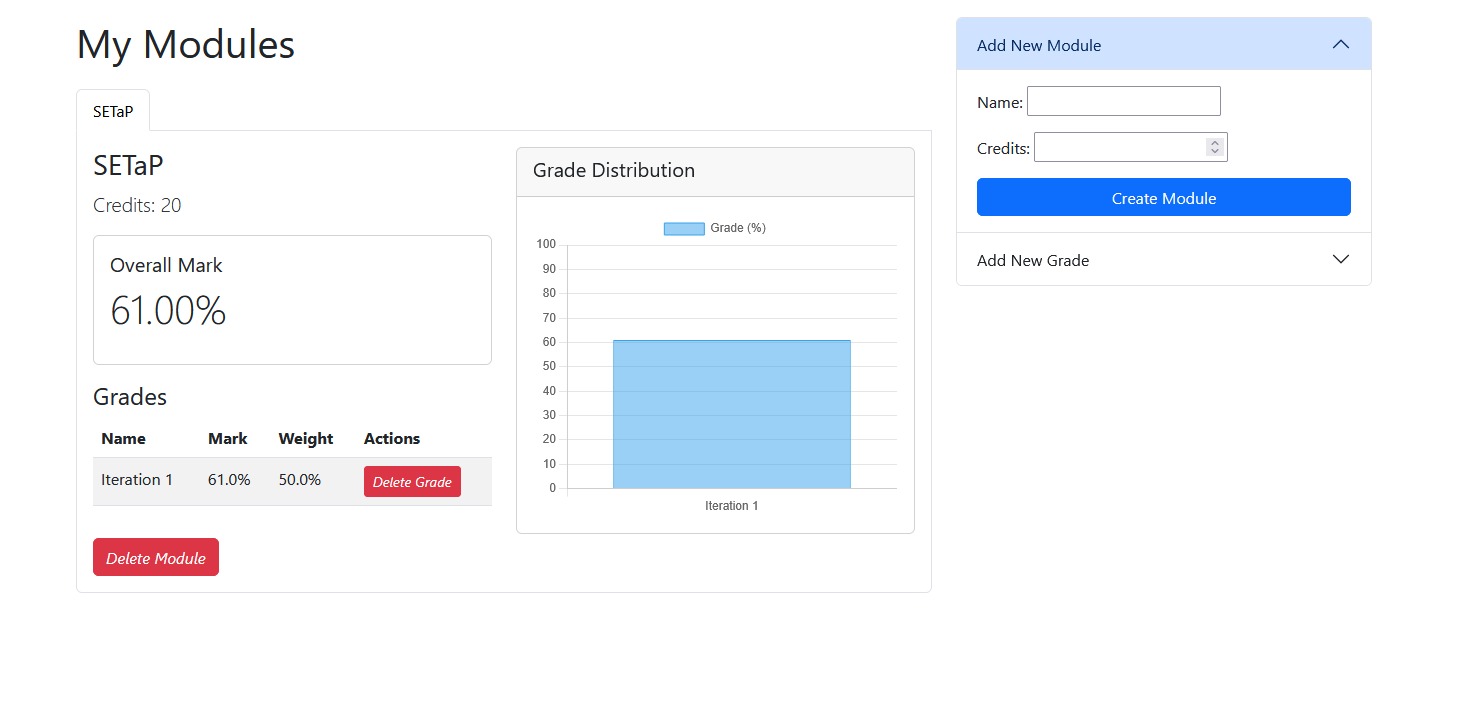 My Modules
SETaP
SETaP
Credits: 20
Overall Mark
61.00%
Grades
Name Mark Weight Actions
Iteration 1 61.0% 50.0% Delete Grade
Delete Module
Grade Distribution
Grade (%)
100
90
80
70
60
50
40
30
20
10
0
Iteration 1
Add New Module
Name:
Credits:
Create Module
Add New Grade